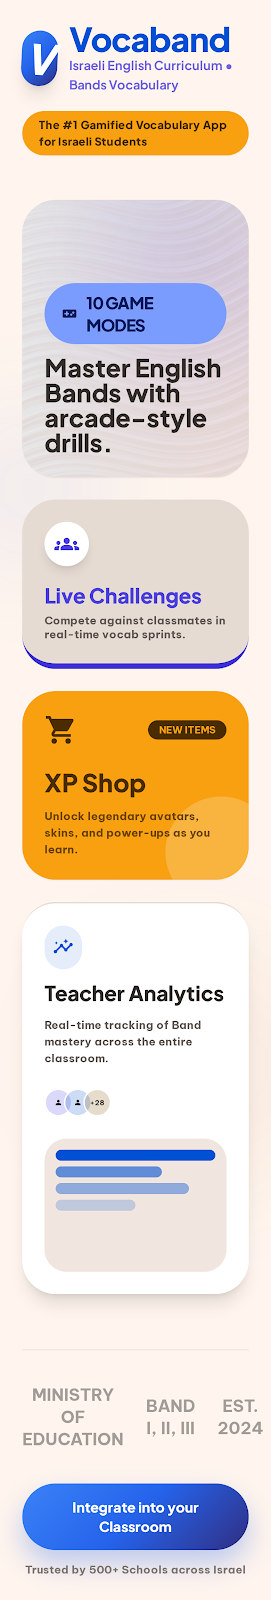 V
Vocaband
Israeli English Curriculum •
Bands Vocabulary
The #1 Gamified Vocabulary App
for Israeli Students
10 GAME
MODES
Master English
Bands with
arcade-style
drills.
Live Challenges
Compete against classmates in
real-time vocab sprints.
NEW ITEMS
XP Shop
Unlock legendary avatars,
skins, and power-ups as you
learn.
Teacher Analytics
Real-time tracking of Band
mastery across the entire
classroom.
+28
MINISTRY
OF
EDUCATION
BAND
I, II, III
EST.
2024
Integrate into your
Classroom
Trusted by 500+ Schools across Israel